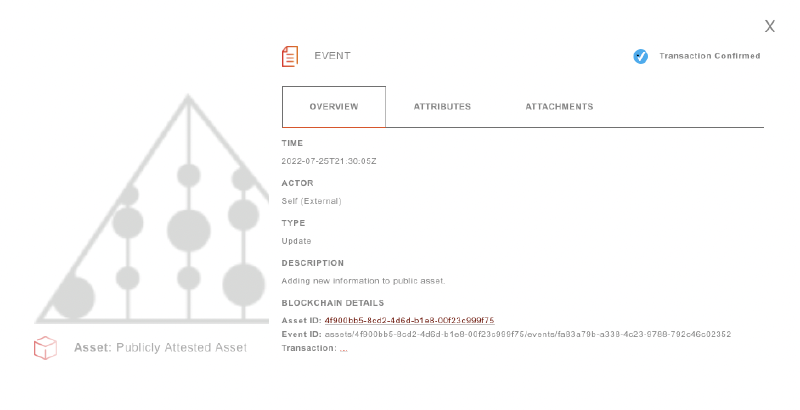 X
EVENT
Transaction Confirmed
OVERVIEW ATTRIBUTES ATTACHMENTS
TIME
2022-07-25T21:30:05Z
ACTOR
Self (External)
TYPE
Update
DESCRIPTION
Adding new information to public asset.
BLOCKCHAIN DETAILS
Asset ID: 4f900bb5-8cd2-4d6d-b1e8-00f23c999f75
Event ID: assets/4f900bb5-8cd2-4d6d-b1e8-00f23c999f75/events/fa83a79b-a338-4c23-9788-792c46c02352
Transaction: ...
Asset: Publicly Attested Asset